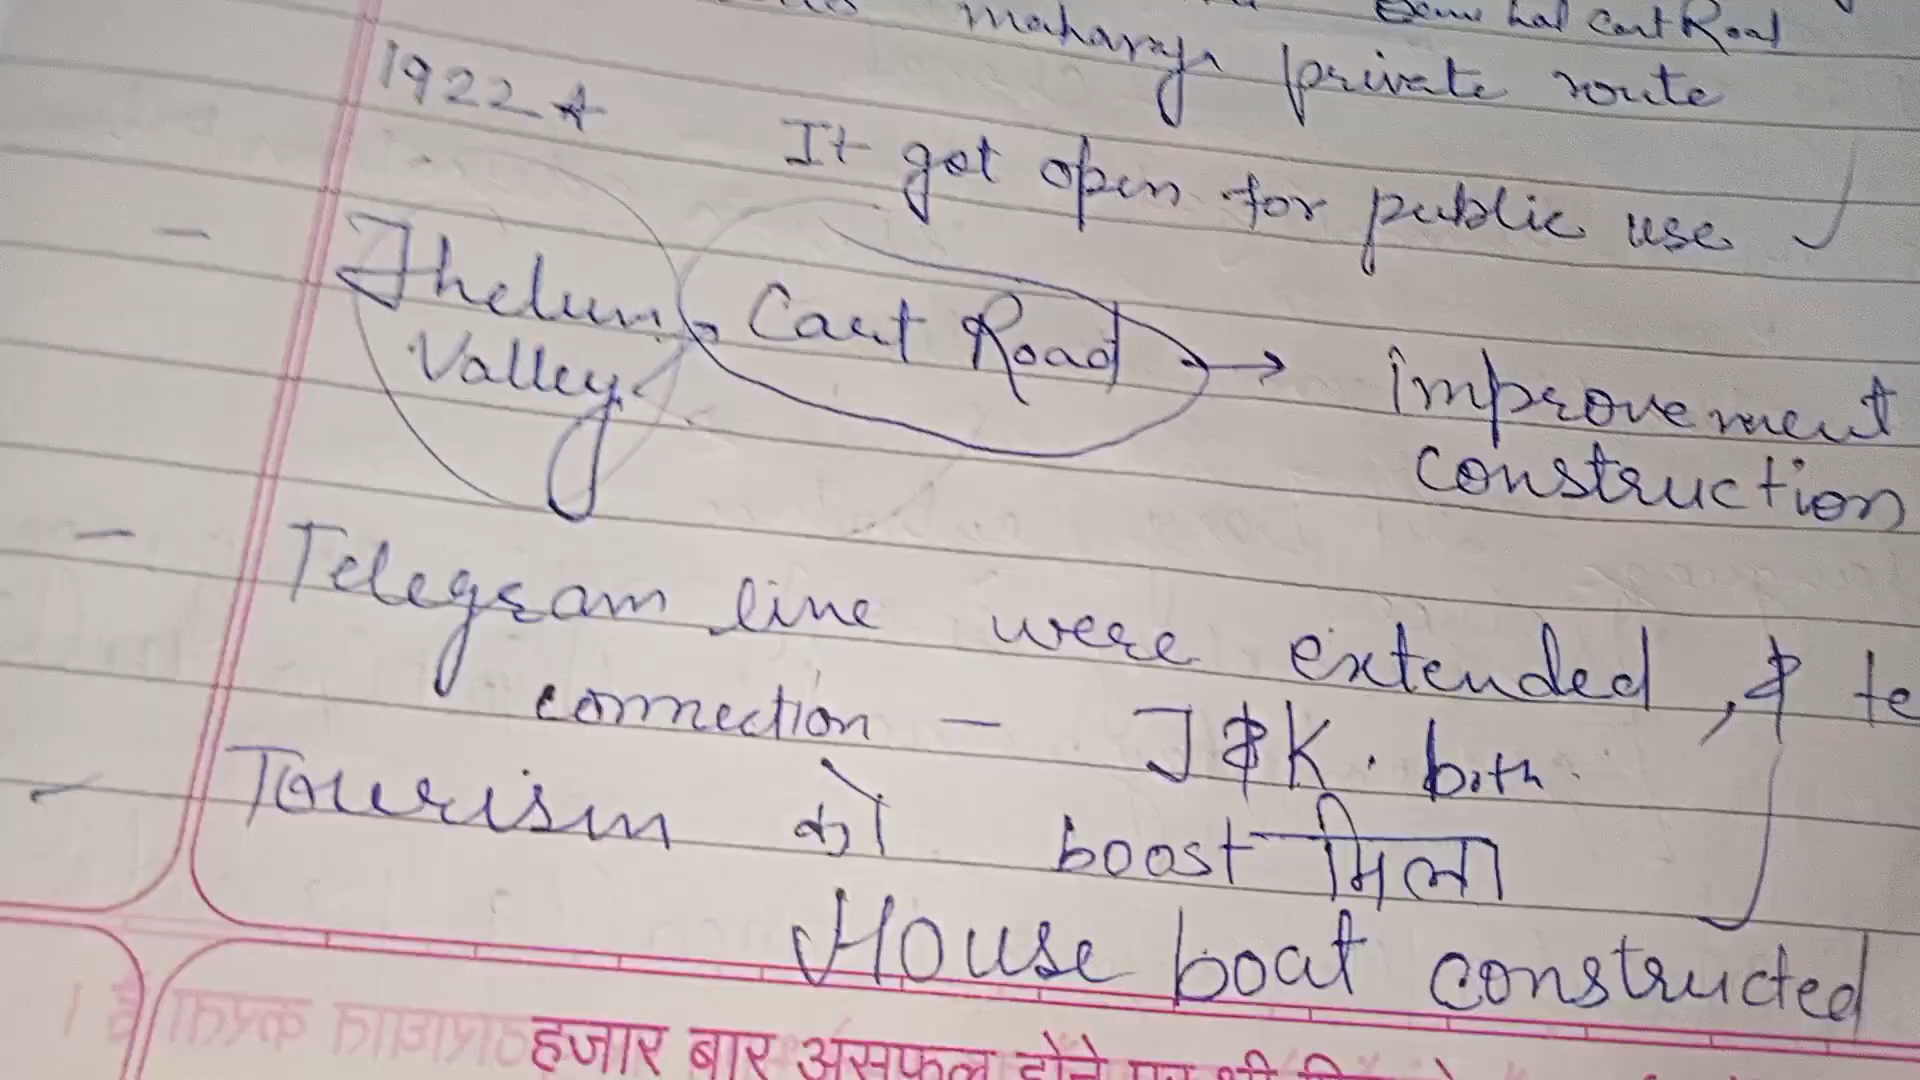 Cart Road
maharaja private route
1922 It got open for public use
- Jhelum Cart Road → improvement
Valley construction
- Telegram line were extended, & te
connection - J&K. both.
- Tourism को boost मिला
House boat constructed
हजार बार असफल होने